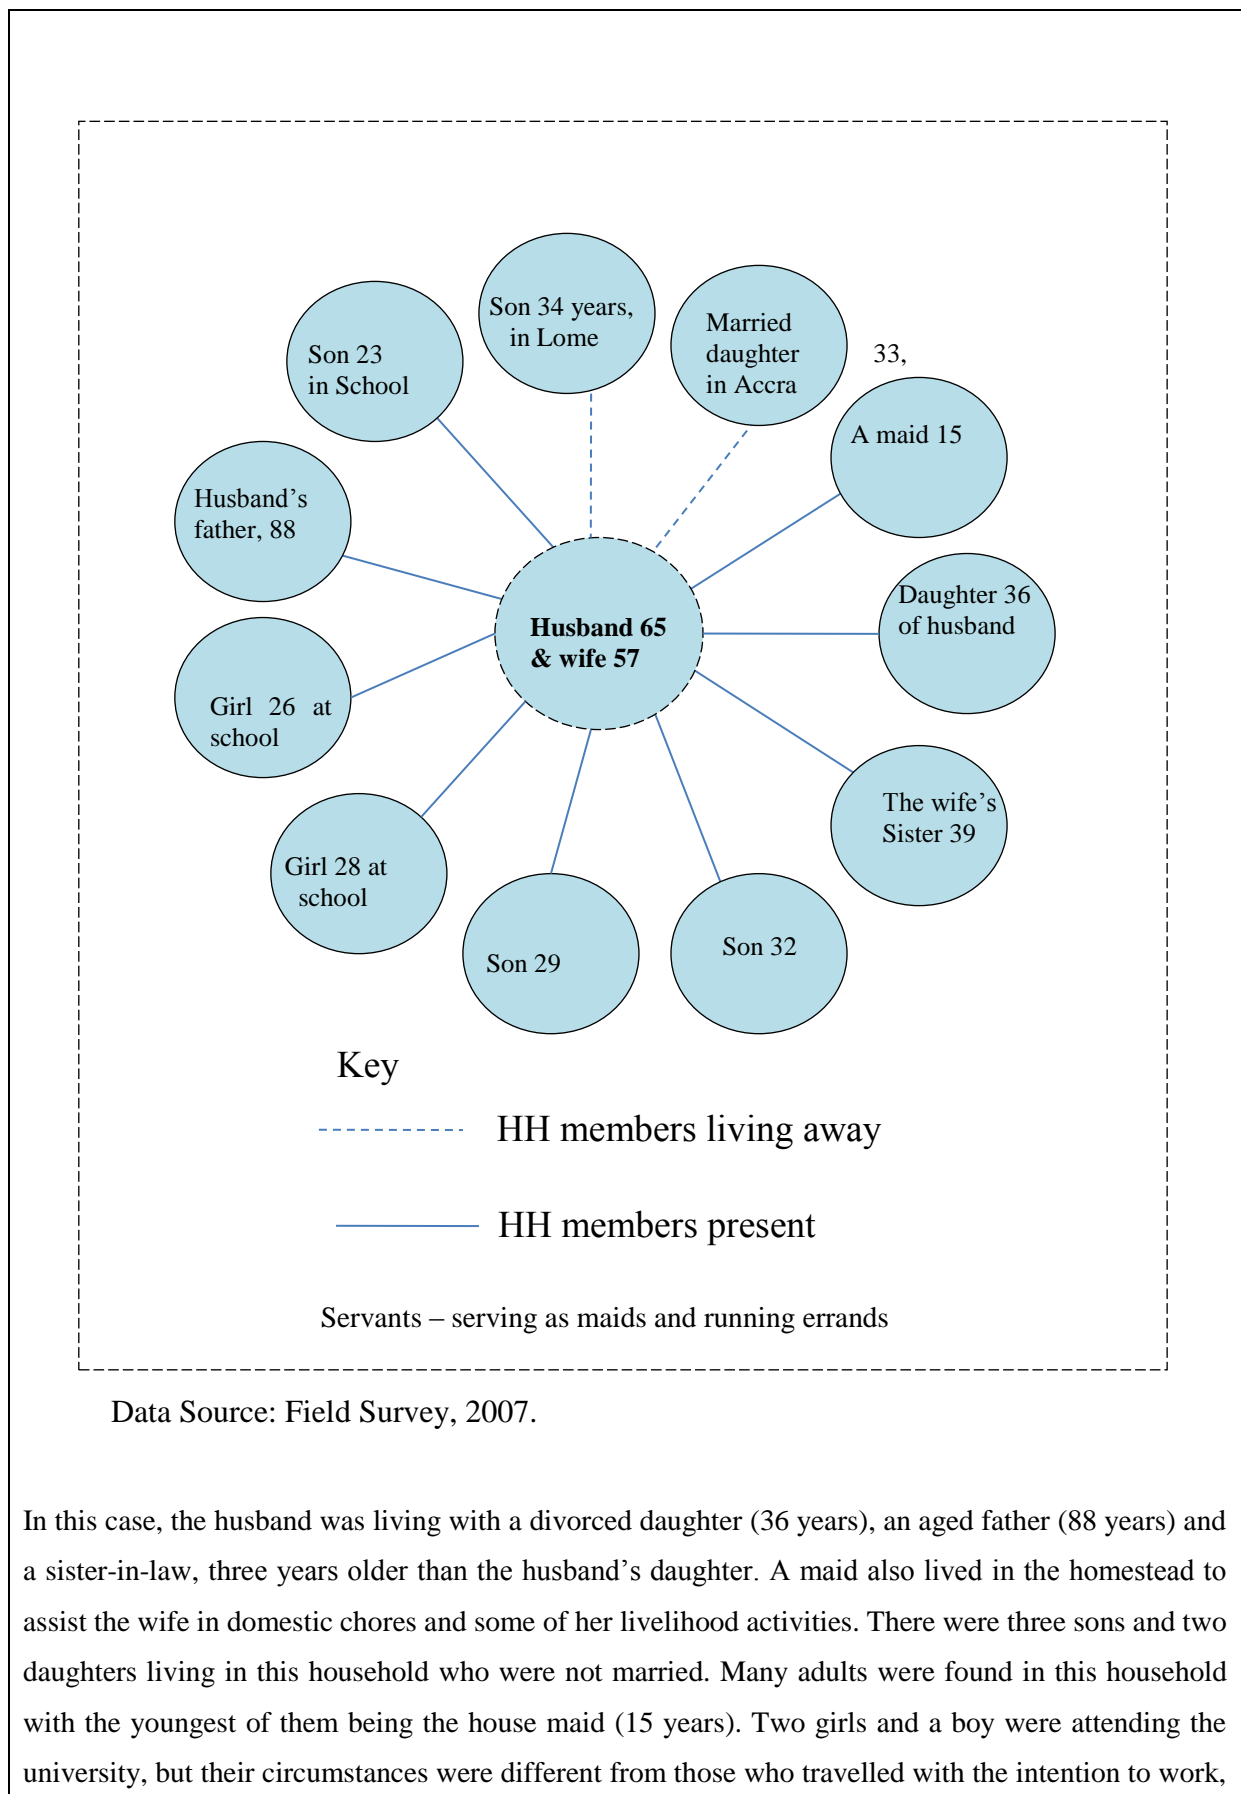 Son 34 years,
in Lome
Married
daughter
in Accra
33,
Son 23
in School
A maid 15
Husband’s
father, 88
Daughter 36
of husband
Husband 65
& wife 57
Girl 26 at
school
The wife’s
Sister 39
Girl 28 at
school
Son 29
Son 32
Key
HH members living away
HH members present
Servants – serving as maids and running errands
Data Source: Field Survey, 2007.
In this case, the husband was living with a divorced daughter (36 years), an aged father (88 years) and
a sister-in-law, three years older than the husband’s daughter. A maid also lived in the homestead to
assist the wife in domestic chores and some of her livelihood activities. There were three sons and two
daughters living in this household who were not married. Many adults were found in this household
with the youngest of them being the house maid (15 years). Two girls and a boy were attending the
university, but their circumstances were different from those who travelled with the intention to work,